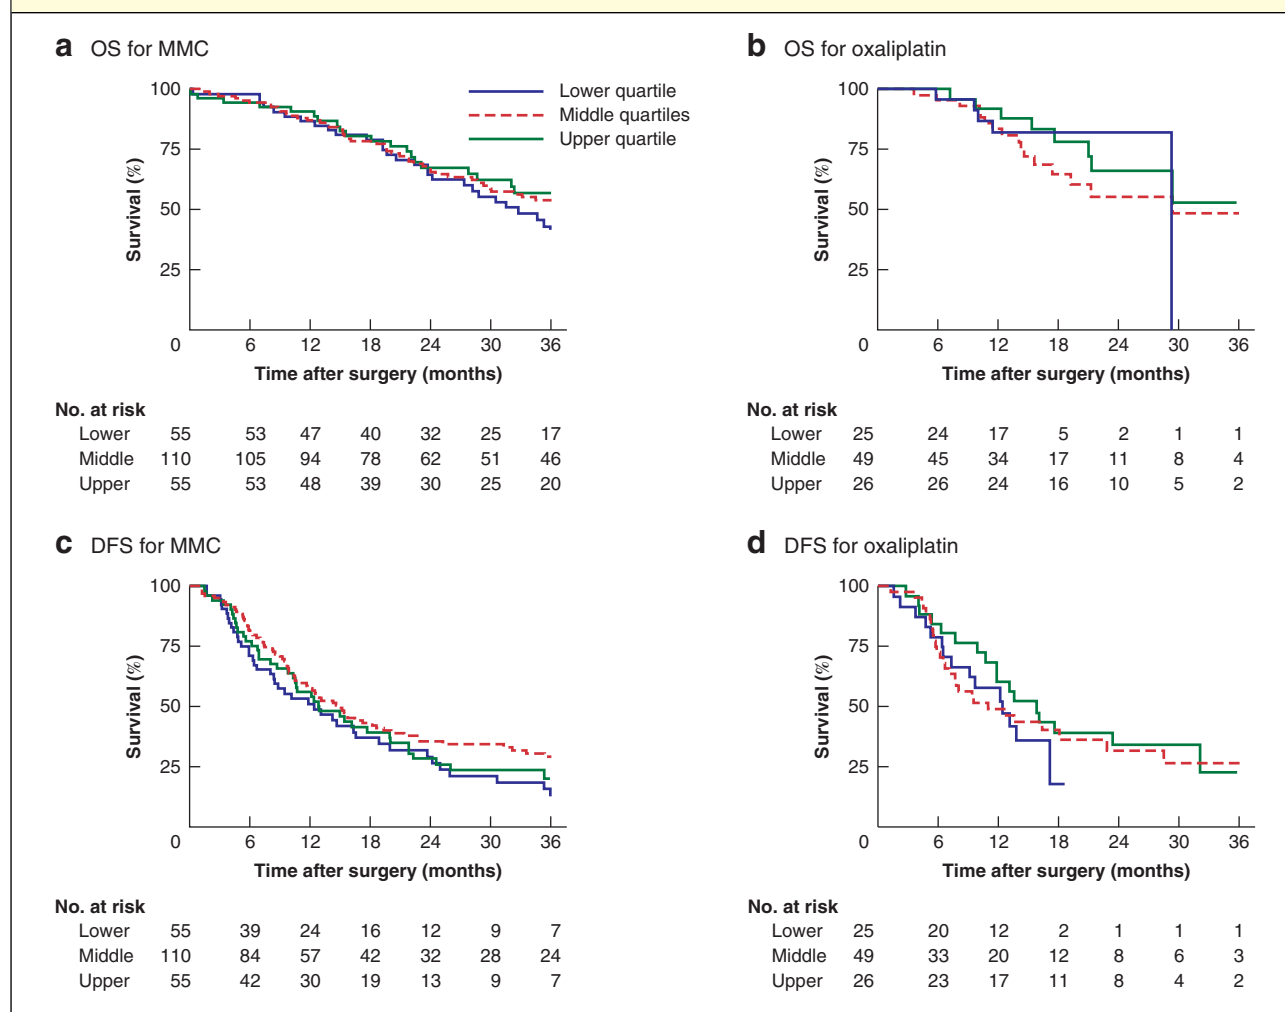 a OS for MMC
100
75
50
25
0
6 12 18 24 30 36
Survival (%)
Time after surgery (months)
Lower quartile
Middle quartiles
Upper quartile
No. at risk
Lower 55 53 47 40 32 25 17
Middle 110 105 94 78 62 51 46
Upper 55 53 48 39 30 25 20
b OS for oxaliplatin
100
75
50
25
0
6 12 18 24 30 36
Survival (%)
Time after surgery (months)
No. at risk
Lower 25 24 17 5 2 1 1
Middle 49 45 34 17 11 8 4
Upper 26 26 24 16 10 5 2
c DFS for MMC
100
75
50
25
0
6 12 18 24 30 36
Survival (%)
Time after surgery (months)
No. at risk
Lower 55 39 24 16 12 9 7
Middle 110 84 57 42 32 28 24
Upper 55 42 30 19 13 9 7
d DFS for oxaliplatin
100
75
50
25
0
6 12 18 24 30 36
Survival (%)
Time after surgery (months)
No. at risk
Lower 25 20 12 2 1 1 1
Middle 49 33 20 12 8 6 3
Upper 26 23 17 11 8 4 2